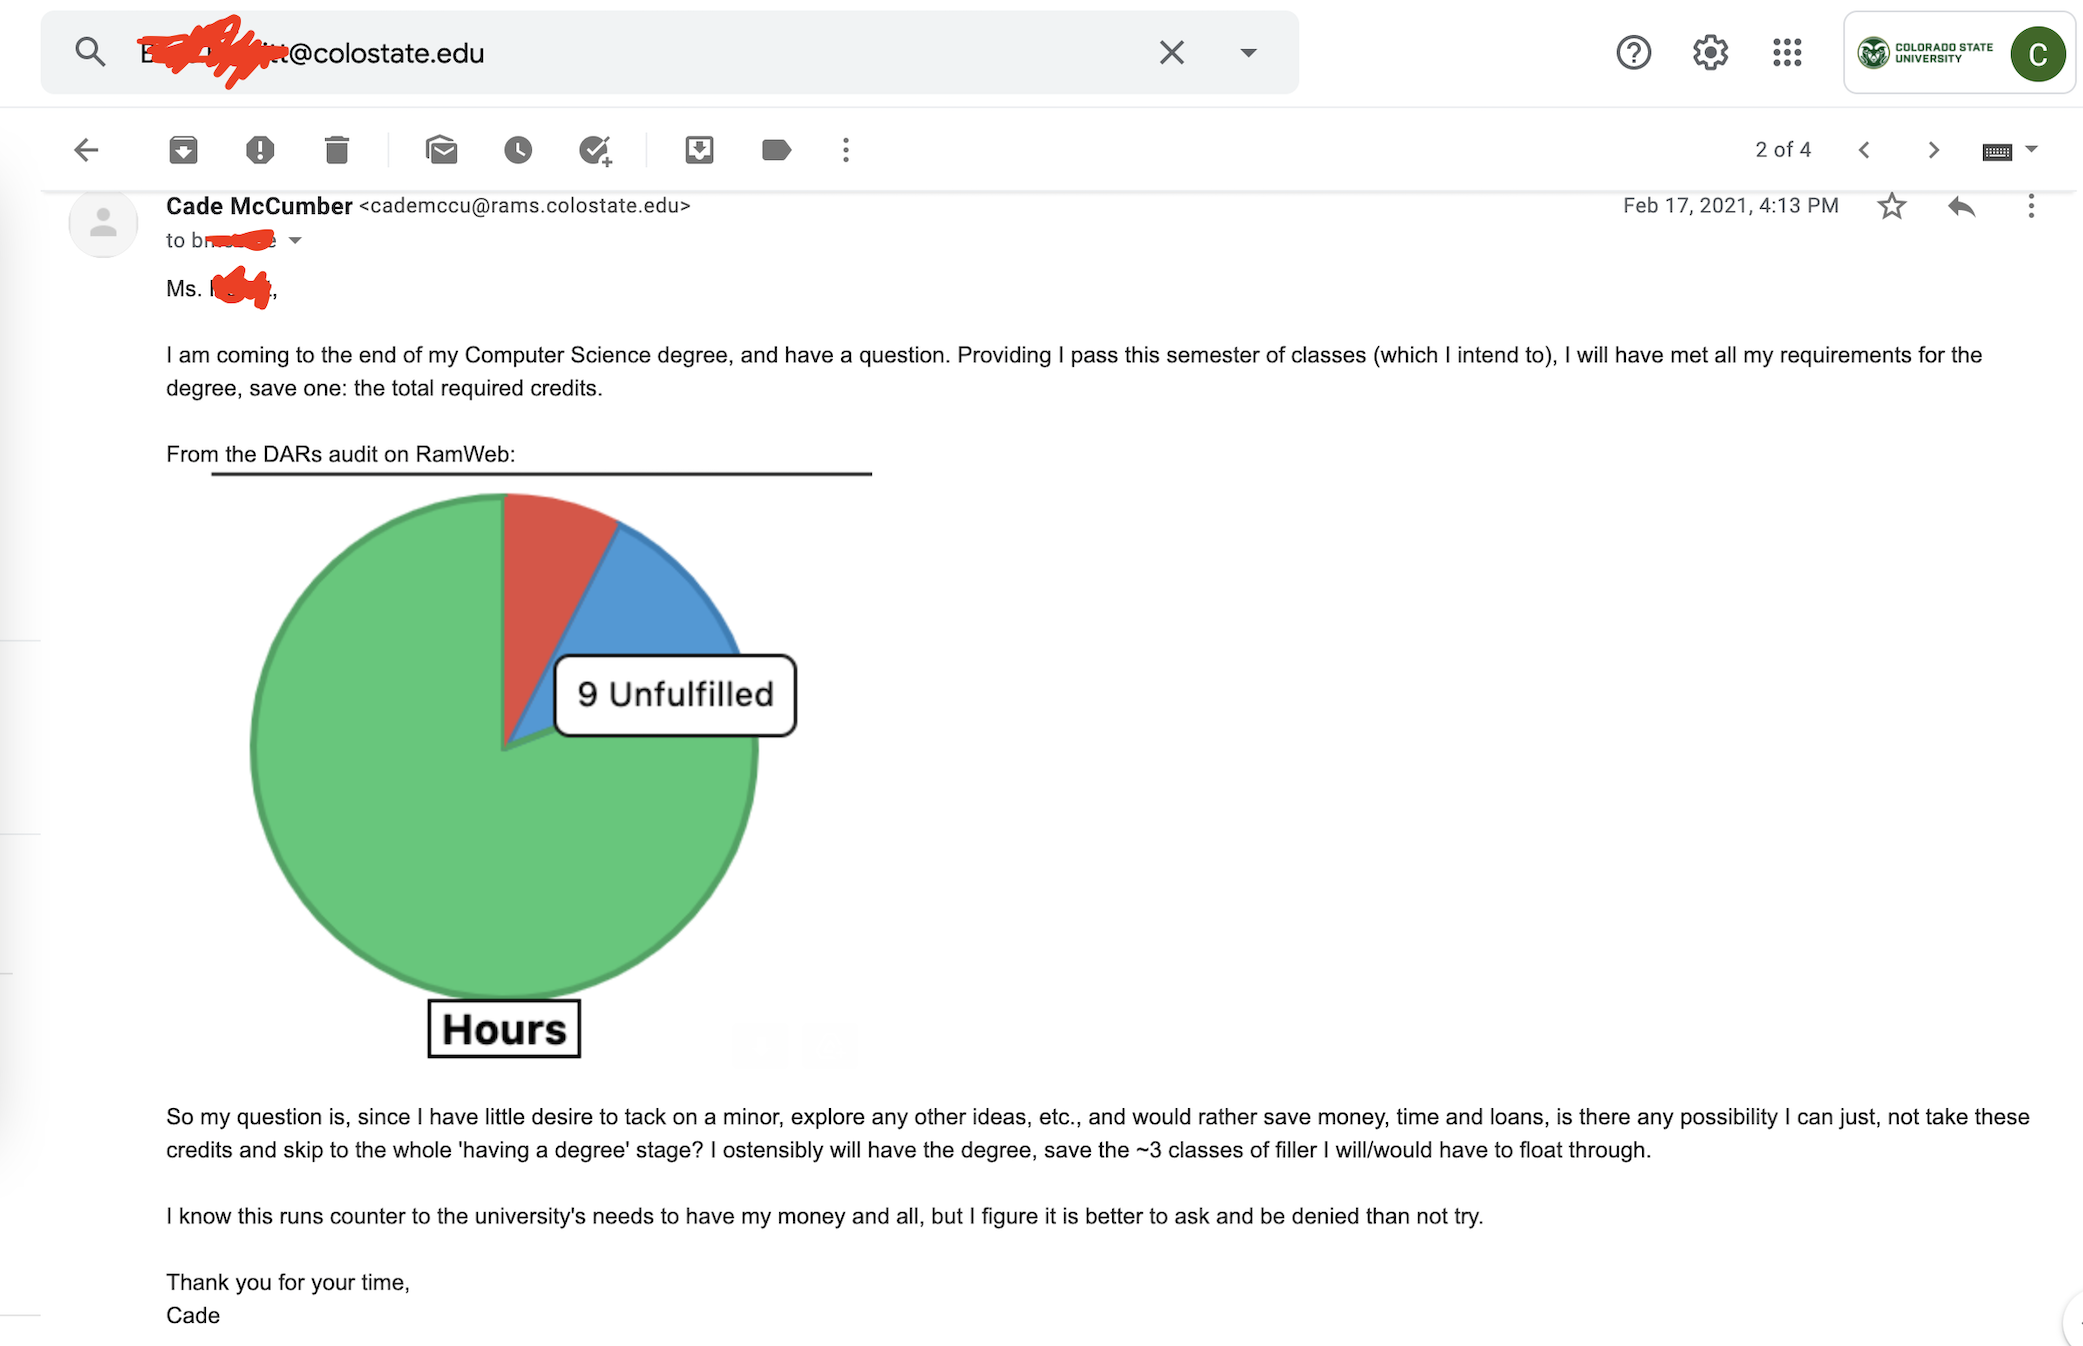 @colostate.edu
COLORADO STATE
UNIVERSITY
C
2 of 4
Cade McCumber <cademccu@rams.colostate.edu>
Feb 17, 2021, 4:13 PM
to
Ms.
I am coming to the end of my Computer Science degree, and have a question. Providing I pass this semester of classes (which I intend to), I will have met all my requirements for the
degree, save one: the total required credits.
From the DARs audit on RamWeb:
9 Unfulfilled
Hours
So my question is, since I have little desire to tack on a minor, explore any other ideas, etc., and would rather save money, time and loans, is there any possibility I can just, not take these
credits and skip to the whole 'having a degree' stage? I ostensibly will have the degree, save the ~3 classes of filler I will/would have to float through.
I know this runs counter to the university's needs to have my money and all, but I figure it is better to ask and be denied than not try.
Thank you for your time,
Cade